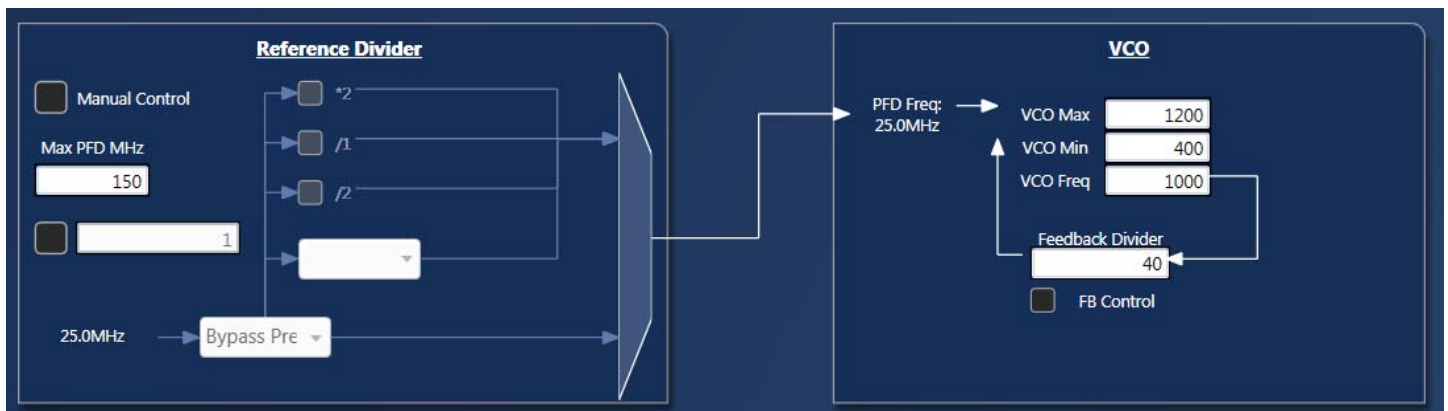 Reference Divider
Manual Control
Max PFD MHz
150
1
*2
/1
/2
25.0MHz
Bypass Pre
VCO
PFD Freq:
25.0MHz
VCO Max 1200
VCO Min 400
VCO Freq 1000
Feedback Divider
40
FB Control